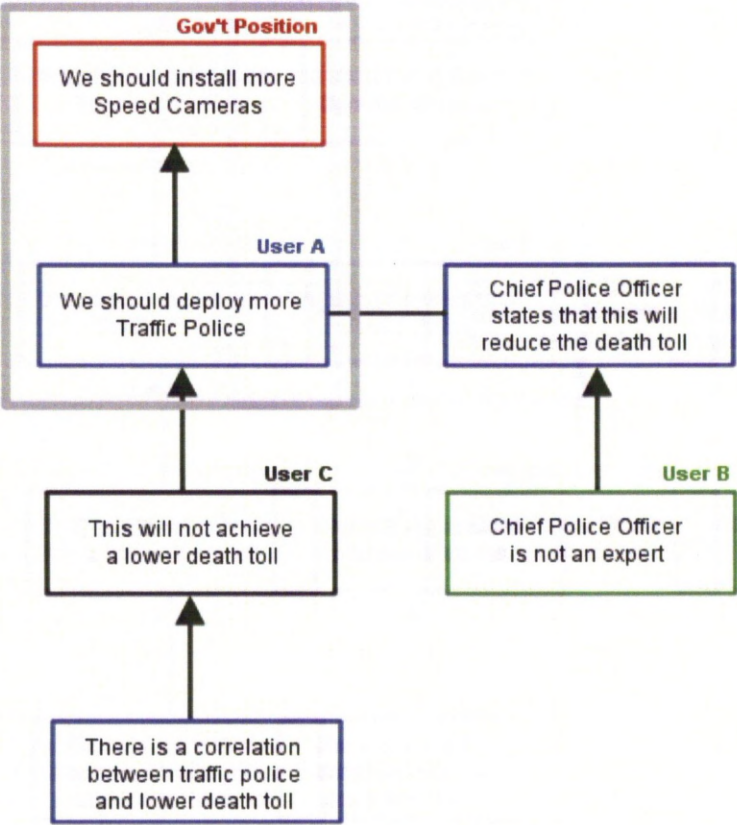 Gov't Position
We should install more
Speed Cameras
User A
We should deploy more
Traffic Police
Chief Police Officer
states that this will
reduce the death toll
User C
This will not achieve
a lower death toll
User B
Chief Police Officer
is not an expert
There is a correlation
between traffic police
and lower death toll